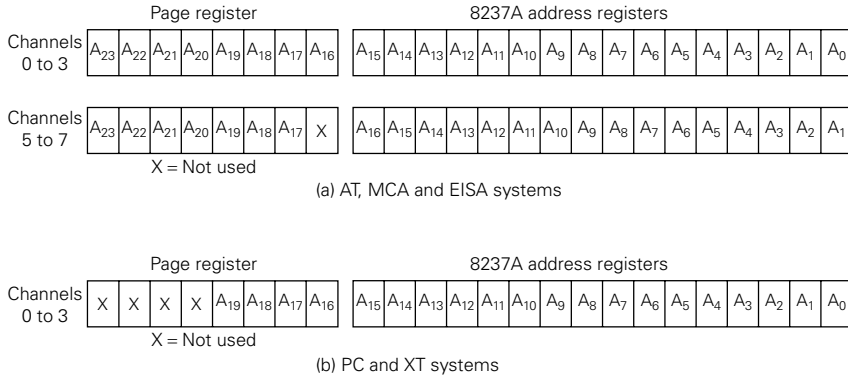 Page register 8237A address registers
Channels 0 to 3 A23 A22 A21 A20 A19 A18 A17 A16 A15 A14 A13 A12 A11 A10 A9 A8 A7 A6 A5 A4 A3 A2 A1 A0
Channels 5 to 7 A23 A22 A21 A20 A19 A18 A17 X A16 A15 A14 A13 A12 A11 A10 A9 A8 A7 A6 A5 A4 A3 A2 A1
X = Not used
(a) AT, MCA and EISA systems
Page register 8237A address registers
Channels 0 to 3 X X X X A19 A18 A17 A16 A15 A14 A13 A12 A11 A10 A9 A8 A7 A6 A5 A4 A3 A2 A1 A0
X = Not used
(b) PC and XT systems